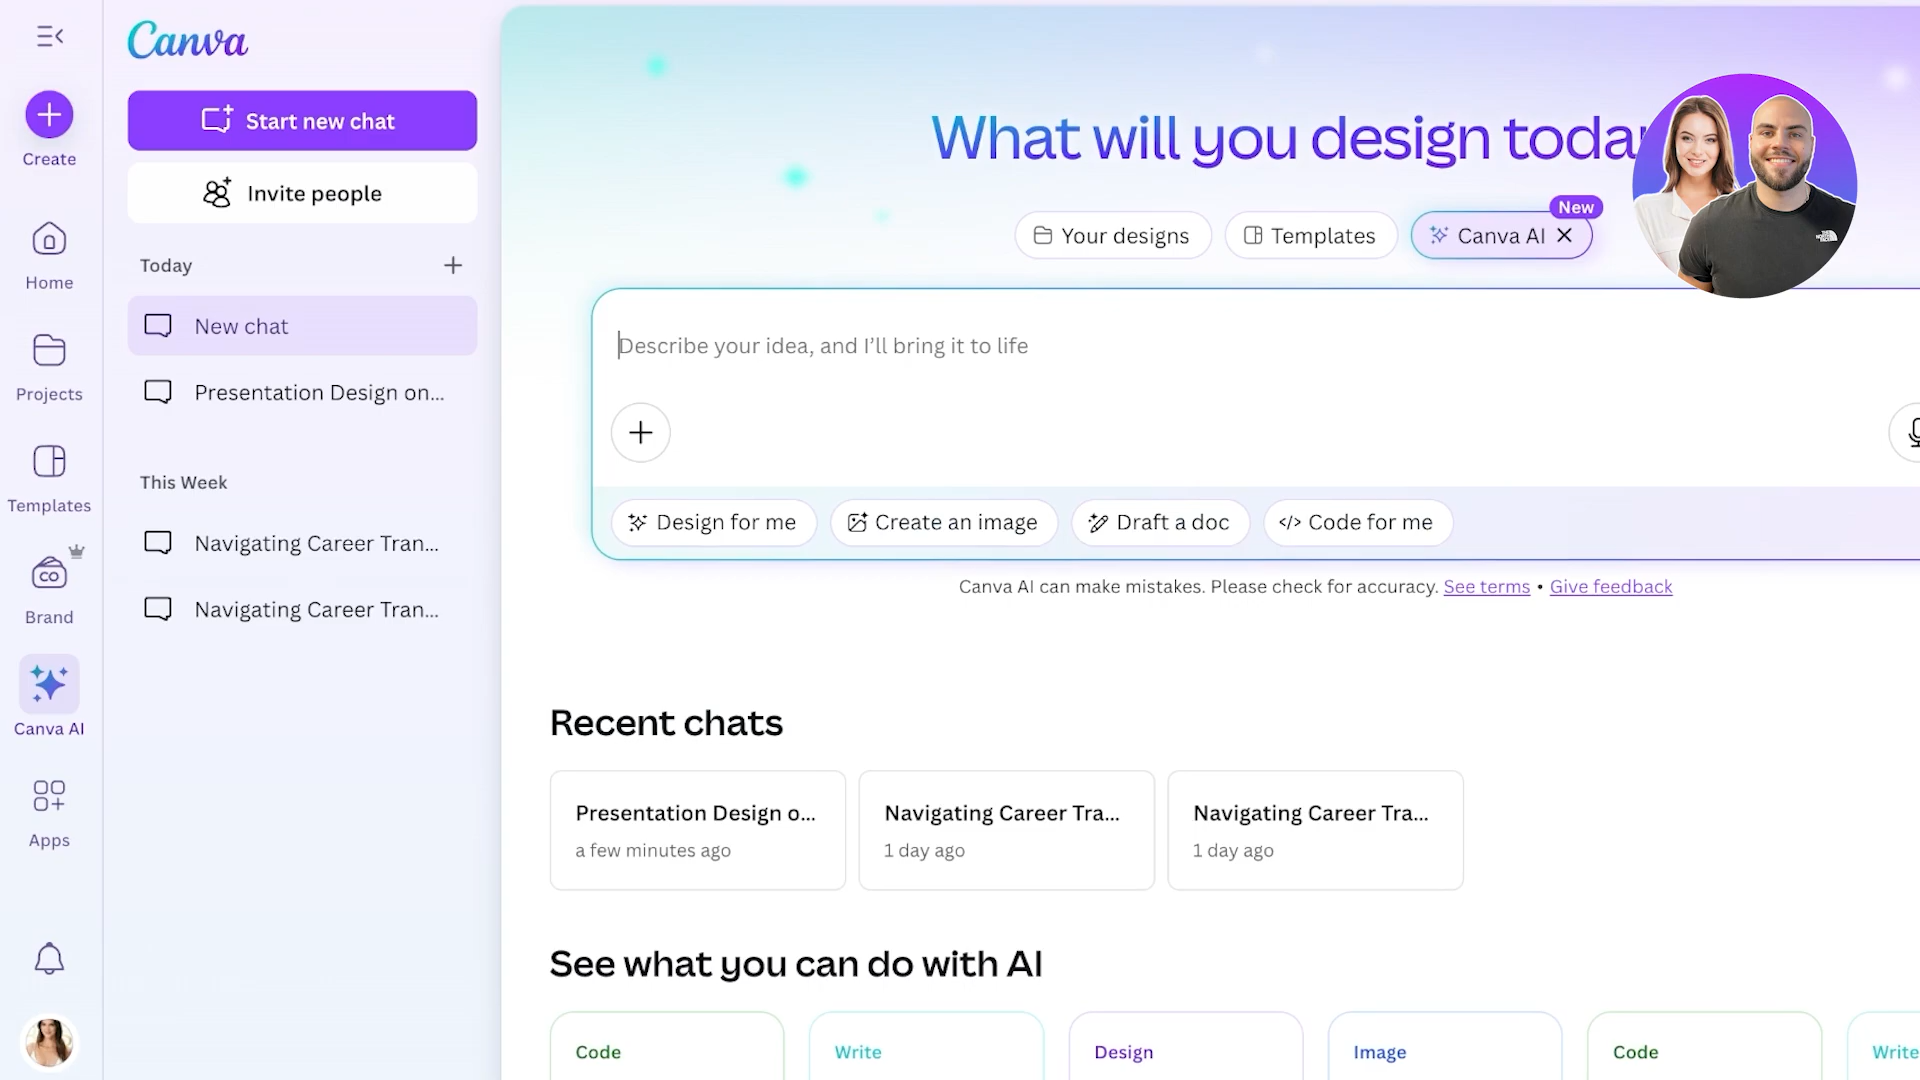 Canva
Create
Start new chat
Invite people
Home
Today
New chat
Projects
Presentation Design on...
Templates
This Week
Navigating Career Tran...
Brand
CO
Navigating Career Tran...
Canva AI
Apps
What will you design
Your designs
Templates
Canva AI
New
Describe your idea, and I'll bring it to life
Design for me
Create an image
Draft a doc
</> Code for me
Canva AI can make mistakes. Please check for accuracy. See terms • Give feedback
Recent chats
Presentation Design o...
a few minutes ago
Navigating Career Tra...
1 day ago
Navigating Career Tra...
1 day ago
See what you can do with AI
Code
Write
Design
Image
Code
Write